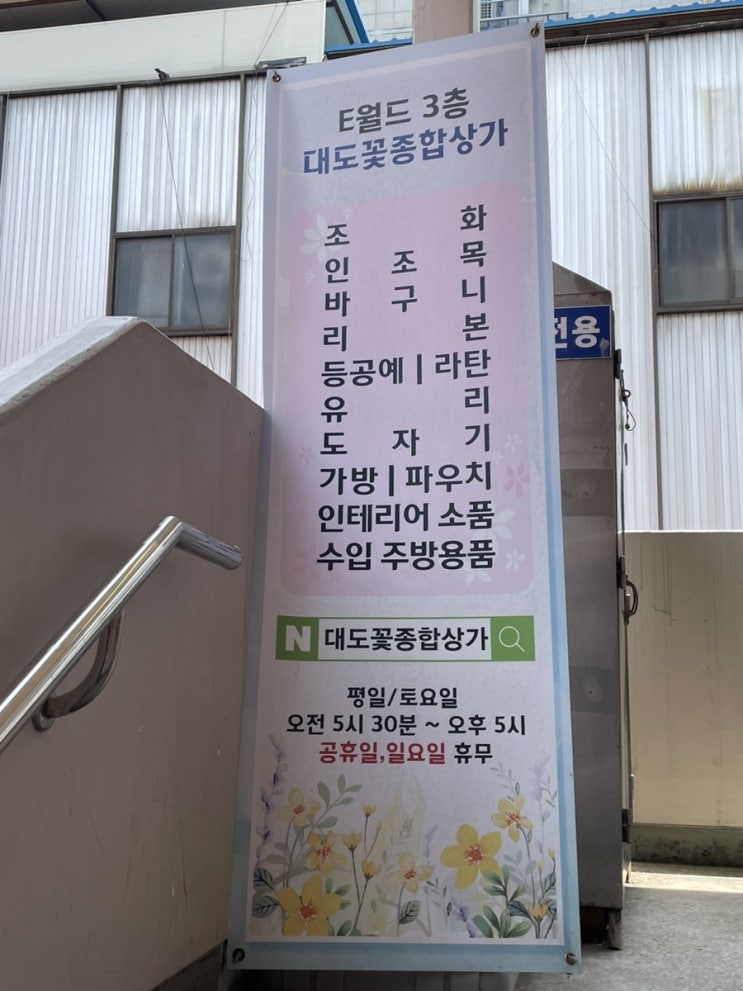 E월드 3층
대도꽃종합상가
조 화
인 조 목
바 구 니
리 본
등공예 | 라탄
유 리
도 자 기
가방 | 파우치
인테리어 소품
수입 주방용품
N 대도꽃종합상가
평일/토요일
오전 5시 30분 ~ 오후 5시
공휴일,일요일 휴무
전용